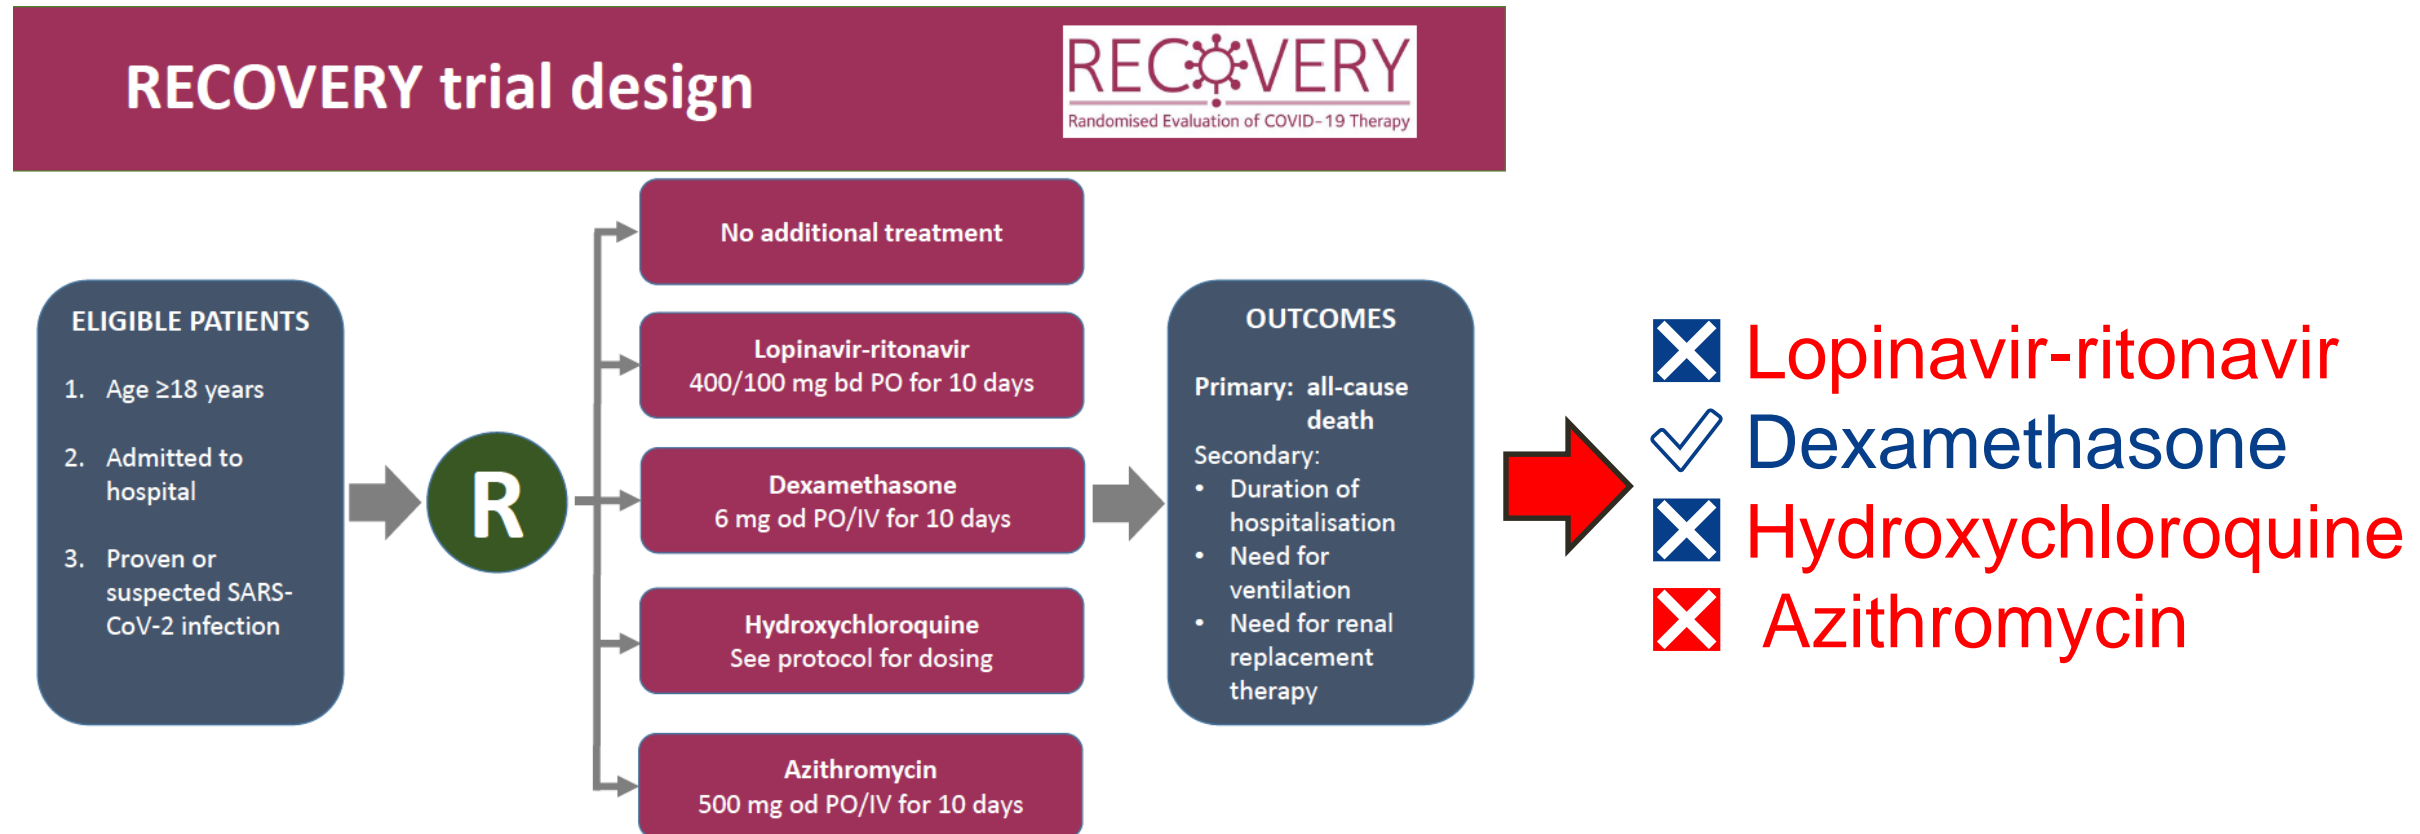 RECOVERY trial design
RECOVERY
Randomised Evaluation of COVID-19 Therapy
ELIGIBLE PATIENTS
1. Age ≥18 years
2. Admitted to
hospital
3. Proven or
suspected SARS-
CoV-2 infection
R
No additional treatment
Lopinavir-ritonavir
400/100 mg bd PO for 10 days
Dexamethasone
6 mg od PO/IV for 10 days
Hydroxychloroquine
See protocol for dosing
Azithromycin
500 mg od PO/IV for 10 days
OUTCOMES
Primary: all-cause
death
Secondary:
• Duration of
hospitalisation
• Need for
ventilation
• Need for renal
replacement
therapy
Lopinavir-ritonavir
Dexamethasone
Hydroxychloroquine
Azithromycin